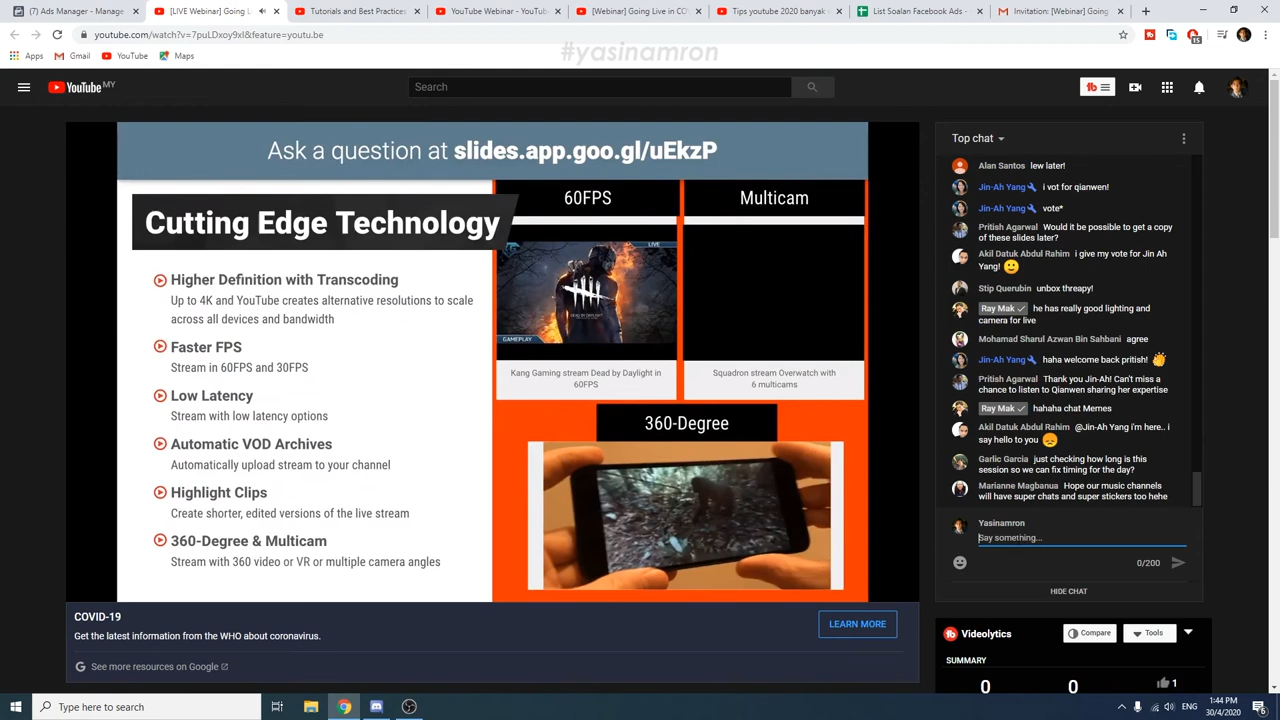 Ads Manager - Manage
[LIVE Webinar] Going L
Tutorials and Best Practices
YouTube Webinar - YouTub
[Webinar] Going Live in CO
Tips youtube 2020 banyak
List Soalan Facebook Ads -
Invitation: [Webinar] Going
youtube.com/watch?v=7puLDxoy9xI&feature=youtu.be
15
Apps
Gmail
YouTube
Maps
#yasinamron
YouTube MY
Search
Ask a question at slides.app.goo.gl/uEkzP
Cutting Edge Technology
Higher Definition with Transcoding
Up to 4K and YouTube creates alternative resolutions to scale
across all devices and bandwidth
Faster FPS
Stream in 60FPS and 30FPS
Low Latency
Stream with low latency options
Automatic VOD Archives
Automatically upload stream to your channel
Highlight Clips
Create shorter, edited versions of the live stream
360-Degree & Multicam
Stream with 360 video or VR or multiple camera angles
60FPS
LIVE
DEAD BY DAYLIGHT
GAMEPLAY
Kang Gaming stream Dead by Daylight in
60FPS
Multicam
Squadron stream Overwatch with
6 multicams
360-Degree
COVID-19
Get the latest information from the WHO about coronavirus.
LEARN MORE
See more resources on Google
Top chat
Alan Santos lew later!
Jin-Ah Yang i vot for qianwen!
Jin-Ah Yang vote*
Pritish Agarwal Would it be possible to get a copy
of these slides later?
Akil Datuk Abdul Rahim i give my vote for Jin Ah
Yang!
Stip Querubin unbox threapy!
Ray Mak he has really good lighting and
camera for live
Mohamad Sharul Azwan Bin Sahbani agree
Jin-Ah Yang haha welcome back pritish!
Pritish Agarwal Thank you Jin-Ah! Can't miss a
chance to listen to Qianwen sharing her expertise
Ray Mak hahaha chat Memes
Akil Datuk Abdul Rahim @Jin-Ah Yang i'm here.. i
say hello to you
Garlic Garcia just checking how long is this
session so we can fix timing for the day?
Marianne Magbanua Hope our music channels
will have super chats and super stickers too hehe
Yasinamron
Say something...
0/200
HIDE CHAT
Videolytics
Compare
Tools
SUMMARY
0
0
1
Type here to search
ENG
1:44 PM
30/4/2020
6